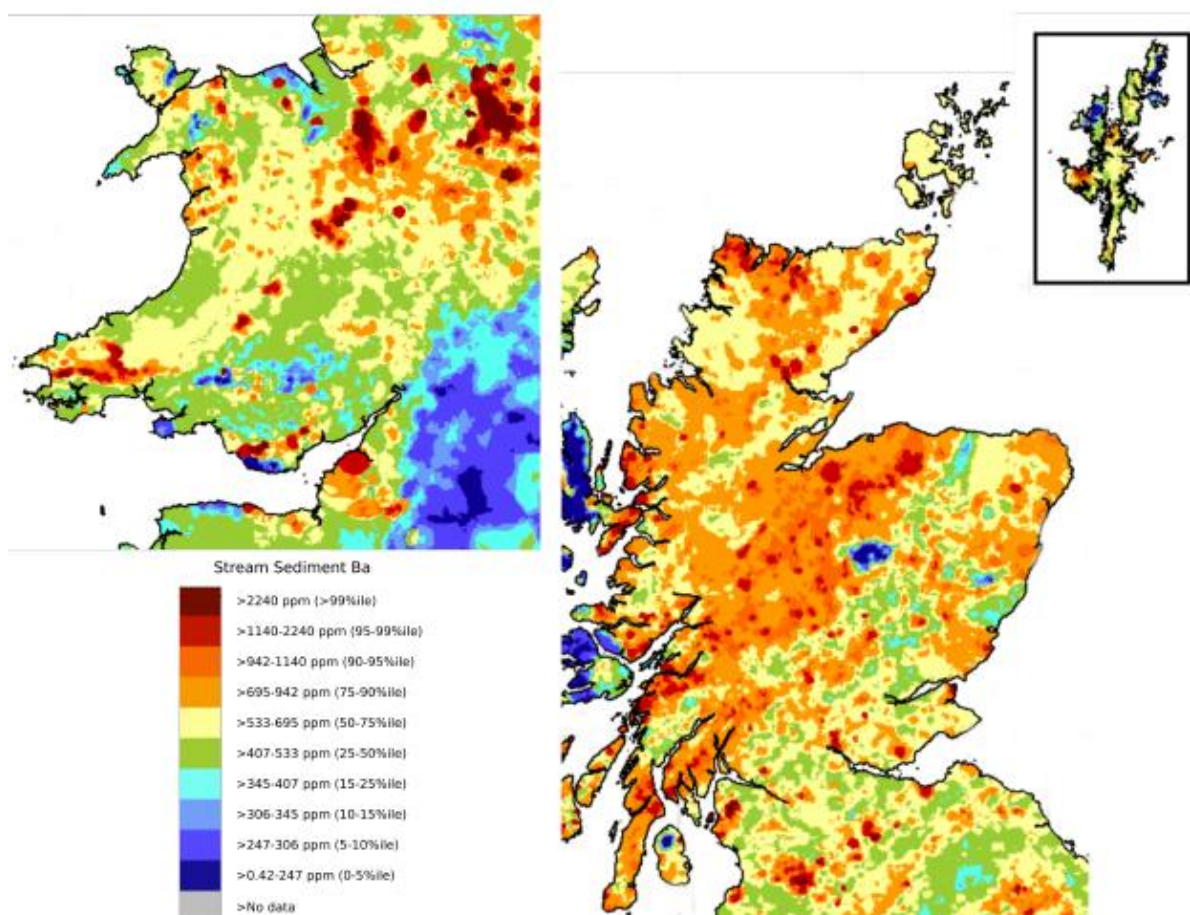 Stream Sediment Ba
>2240 ppm (>99%ile)
>1140-2240 ppm (95-99%ile)
>942-1140 ppm (90-95%ile)
>695-942 ppm (75-90%ile)
>533-695 ppm (50-75%ile)
>407-533 ppm (25-50%ile)
>345-407 ppm (15-25%ile)
>306-345 ppm (10-15%ile)
>247-306 ppm (5-10%ile)
>0.42-247 ppm (0-5%ile)
>No data